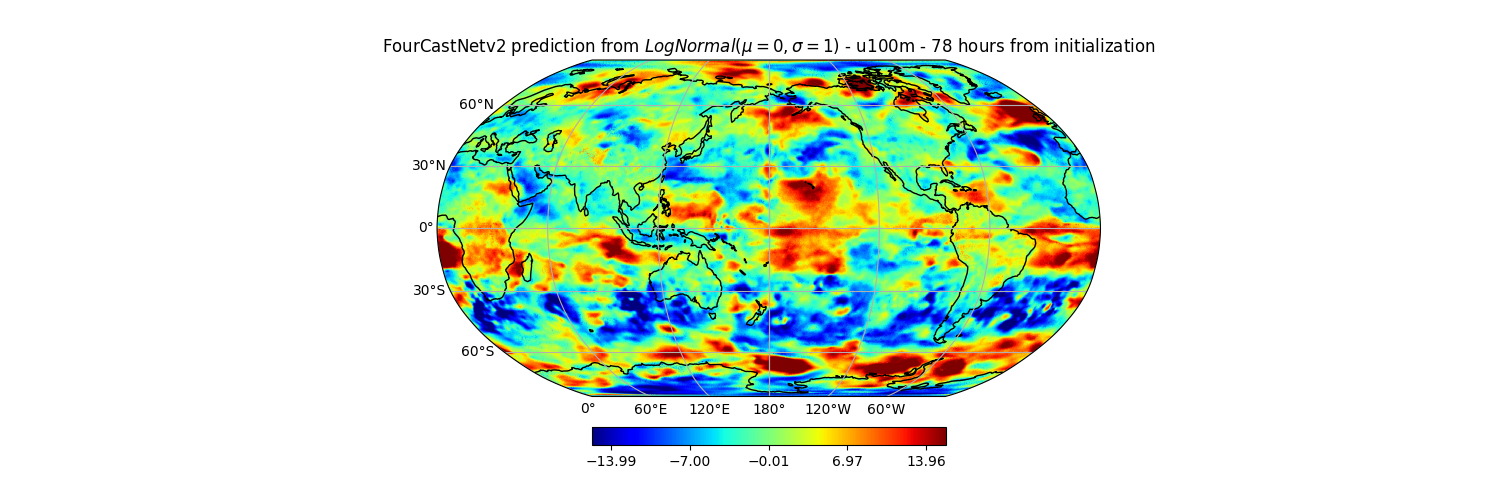 FourCastNetv2 prediction from LogNormal(μ = 0, σ = 1) - u100m - 78 hours from initialization
60°N
30°N
0°
30°S
60°S
0° 60°E 120°E 180° 120°W 60°W
−13.99 −7.00 −0.01 6.97 13.96